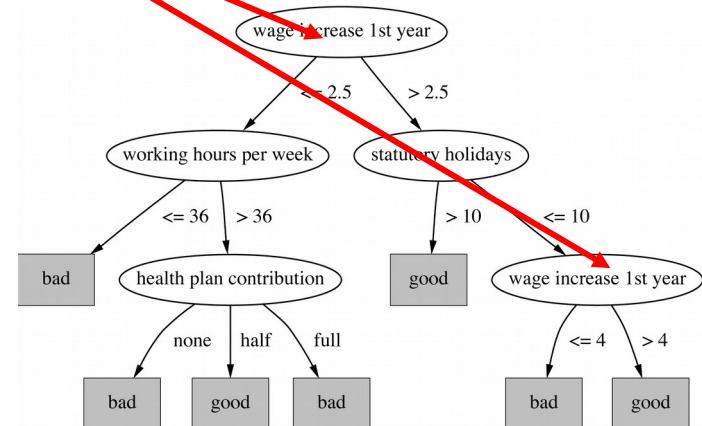 wage increase 1st year
<= 2.5
> 2.5
working hours per week
statutory holidays
<= 36
> 36
> 10
<= 10
bad
health plan contribution
good
wage increase 1st year
none
half
full
<= 4
> 4
bad
good
bad
bad
good